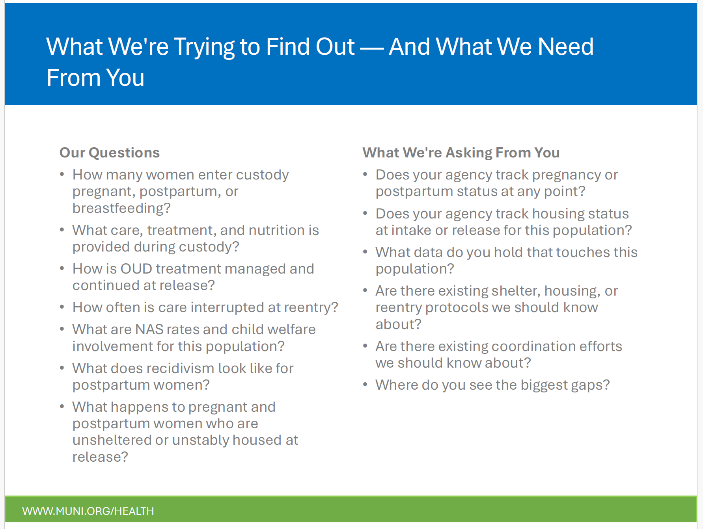 What We're Trying to Find Out — And What We Need
From You
Our Questions
• How many women enter custody
pregnant, postpartum, or
breastfeeding?
• What care, treatment, and nutrition is
provided during custody?
• How is OUD treatment managed and
continued at release?
• How often is care interrupted at reentry?
• What are NAS rates and child welfare
involvement for this population?
• What does recidivism look like for
postpartum women?
• What happens to pregnant and
postpartum women who are
unsheltered or unstably housed at
release?
What We're Asking From You
• Does your agency track pregnancy or
postpartum status at any point?
• Does your agency track housing status
at intake or release for this population?
• What data do you hold that touches this
population?
• Are there existing shelter, housing, or
reentry protocols we should know
about?
• Are there existing coordination efforts
we should know about?
• Where do you see the biggest gaps?
WWW.MUNI.ORG/HEALTH